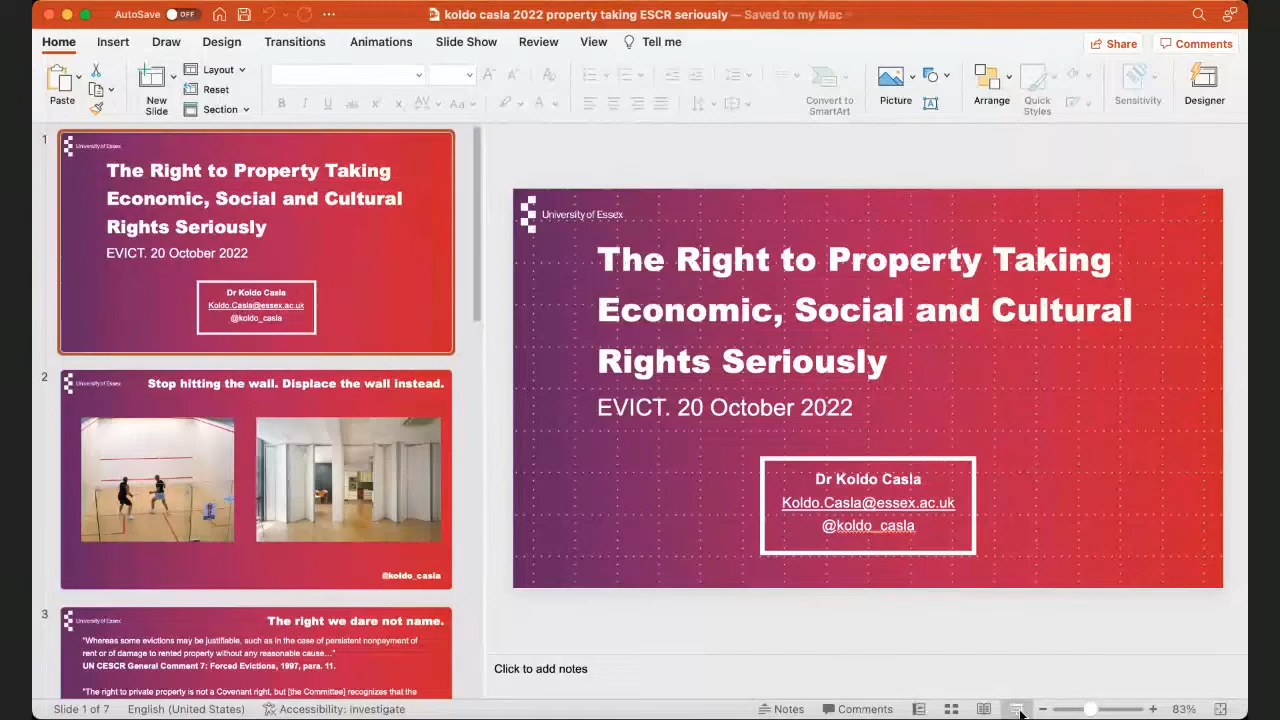 AutoSave OFF
koldo casla 2022 property taking ESCR seriously — Saved to my Mac
Home Insert Draw Design Transitions Animations Slide Show Review View Tell me
Share Comments
Paste
New Slide
Layout
Reset
Section
B I U
Convert to SmartArt
Picture
Arrange
Quick Styles
Sensitivity
Designer
1
University of Essex
The Right to Property Taking
Economic, Social and Cultural
Rights Seriously
EVICT. 20 October 2022
Dr Koldo Casla
Koldo.Casla@essex.ac.uk
@koldo_casla
2
University of Essex
Stop hitting the wall. Displace the wall instead.
@koldo_casla
3
University of Essex
The right we dare not name.
"Whereas some evictions may be justifiable, such as in the case of persistent nonpayment of
rent or of damage to rented property without any reasonable cause…"
UN CESCR General Comment 7: Forced Evictions, 1997, para. 11.
"The right to private property is not a Covenant right, but [the Committee] recognizes that the
University of Essex
The Right to Property Taking
Economic, Social and Cultural
Rights Seriously
EVICT. 20 October 2022
Dr Koldo Casla
Koldo.Casla@essex.ac.uk
@koldo_casla
Click to add notes
Slide 1 of 7 English (United States) Accessibility: Investigate
Notes Comments 83%